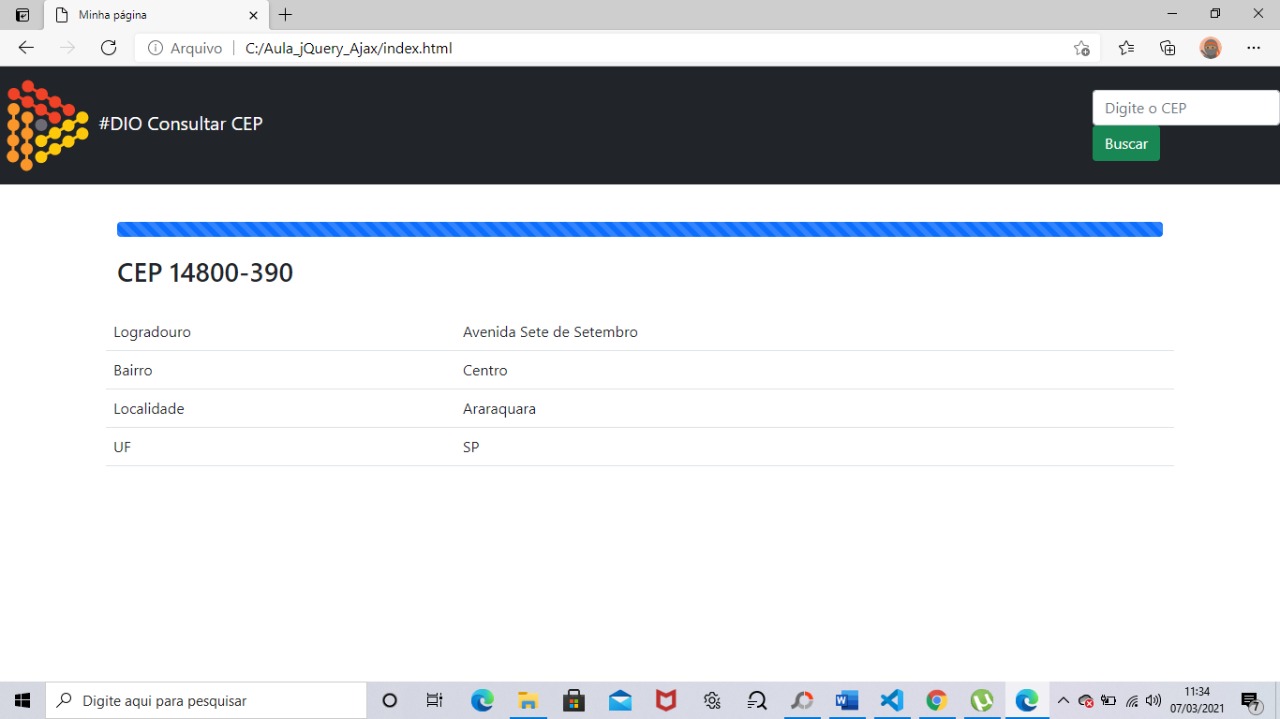 Minha página
Arquivo C:/Aula_jQuery_Ajax/index.html
#DIO Consultar CEP
Digite o CEP
Buscar
CEP 14800-390
Logradouro Avenida Sete de Setembro
Bairro Centro
Localidade Araraquara
UF SP
Digite aqui para pesquisar
11:34
07/03/2021
7